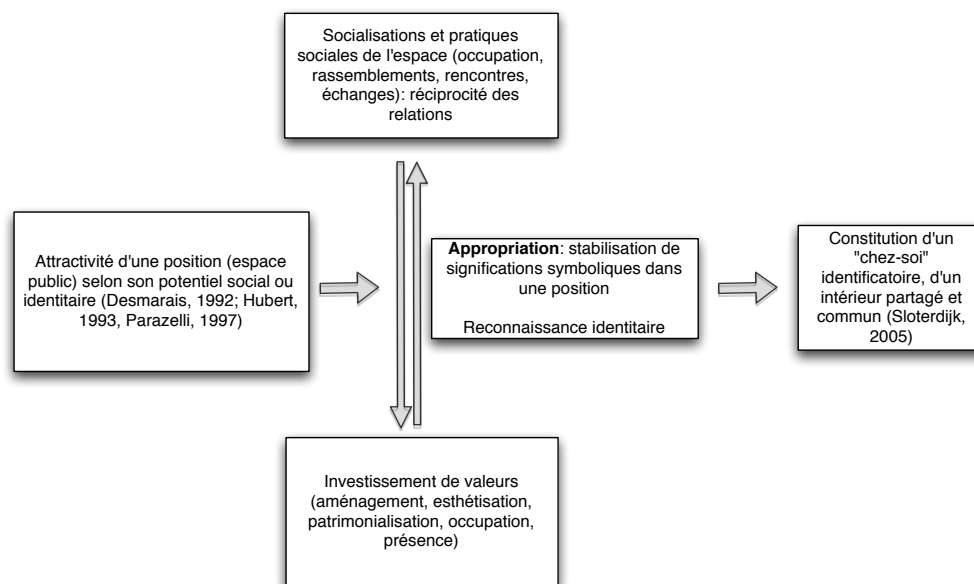 Socialisations et pratiques
sociales de l'espace (occupation,
rassemblements, rencontres,
échanges): réciprocité des
relations
Attractivité d'une position (espace
public) selon son potentiel social ou
identitaire (Desmarais, 1992; Hubert,
1993, Parazelli, 1997)
Appropriation: stabilisation de
significations symboliques dans
une position
Reconnaissance identitaire
Constitution d'un
"chez-soi"
identificatoire, d'un
intérieur partagé et
commun (Sloterdijk,
2005)
Investissement de valeurs
(aménagement, esthétisation,
patrimonialisation, occupation,
présence)